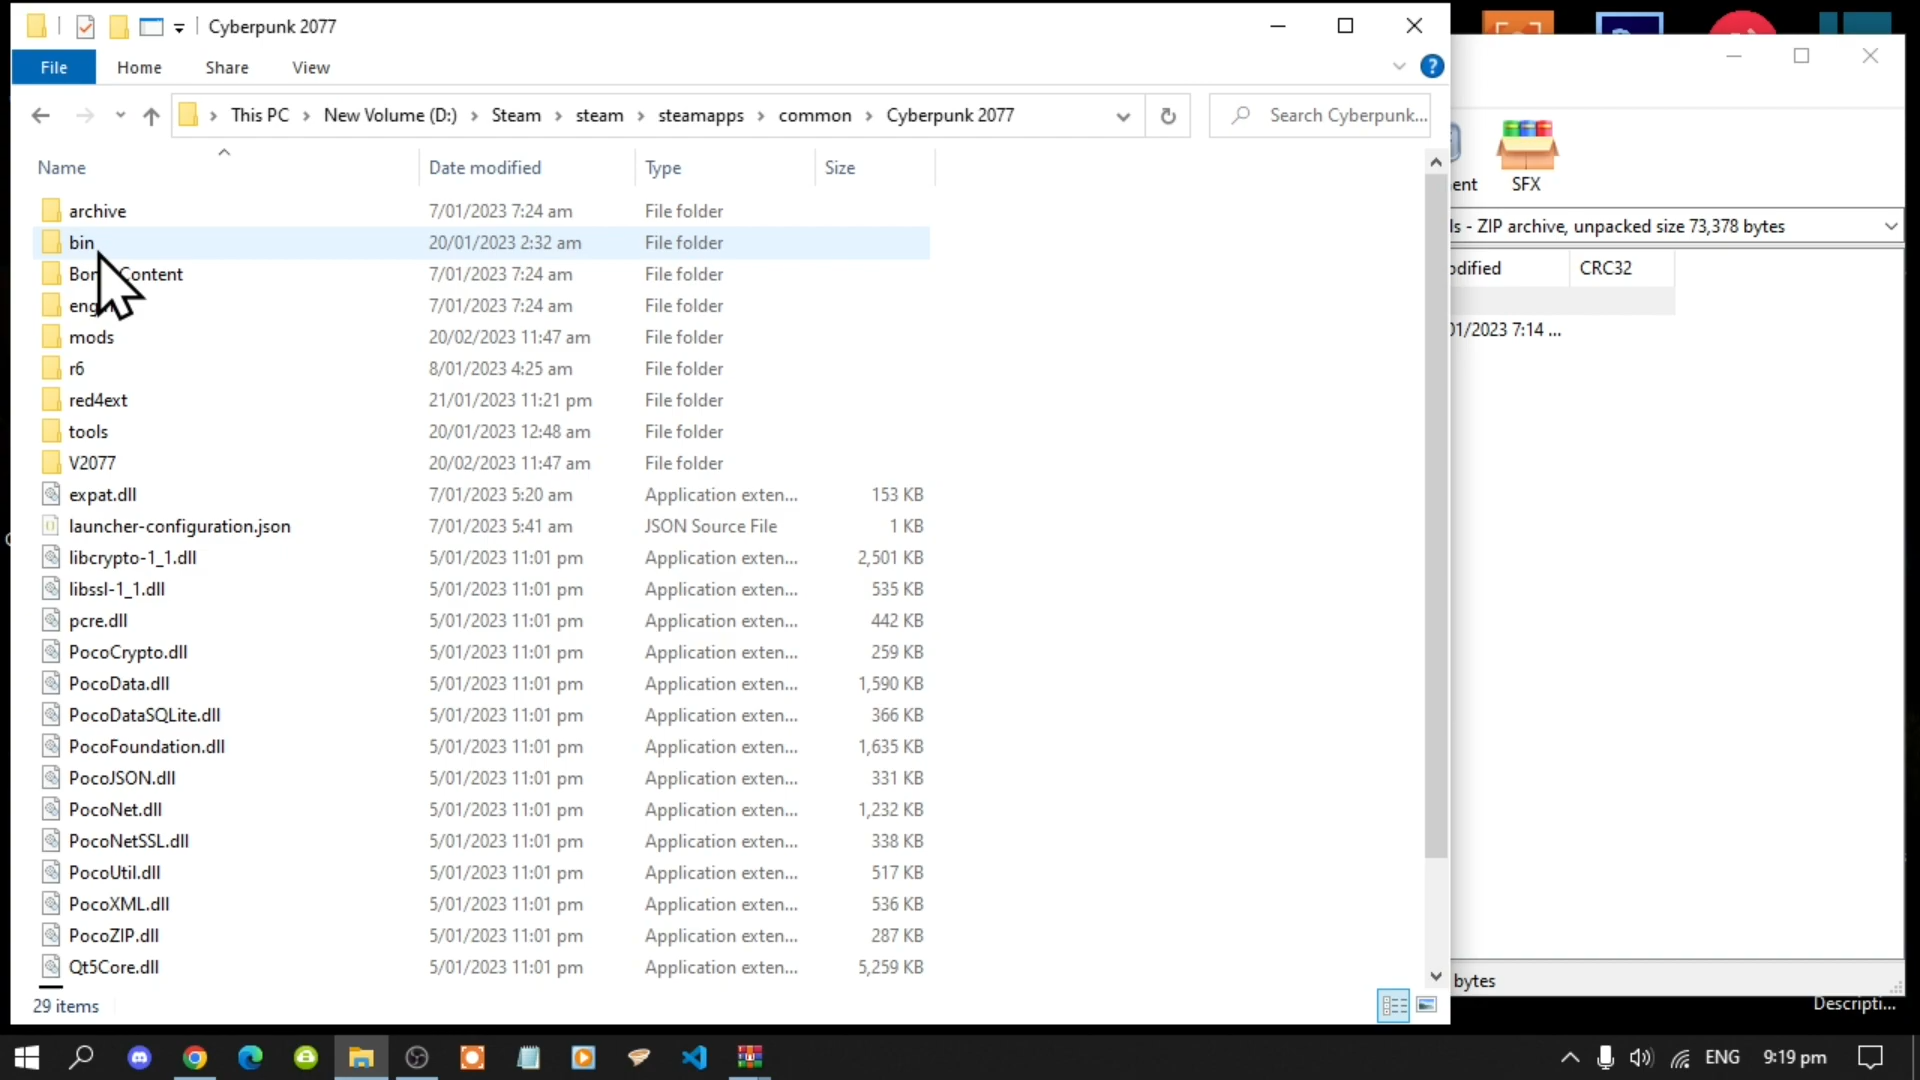 Cyberpunk 2077
File Home Share View
This PC New Volume (D:) Steam steam steamapps common Cyberpunk 2077 Search Cyberpunk...
Name Date modified Type Size
archive 7/01/2023 7:24 am File folder
bin 20/01/2023 2:32 am File folder
Bon Content 7/01/2023 7:24 am File folder
eng 7/01/2023 7:24 am File folder
mods 20/02/2023 11:47 am File folder
r6 8/01/2023 4:25 am File folder
red4ext 21/01/2023 11:21 pm File folder
tools 20/01/2023 12:48 am File folder
V2077 20/02/2023 11:47 am File folder
expat.dll 7/01/2023 5:20 am Application exten... 153 KB
launcher-configuration.json 7/01/2023 5:41 am JSON Source File 1 KB
libcrypto-1_1.dll 5/01/2023 11:01 pm Application exten... 2,501 KB
libssl-1_1.dll 5/01/2023 11:01 pm Application exten... 535 KB
pcre.dll 5/01/2023 11:01 pm Application exten... 442 KB
PocoCrypto.dll 5/01/2023 11:01 pm Application exten... 259 KB
PocoData.dll 5/01/2023 11:01 pm Application exten... 1,590 KB
PocoDataSQLite.dll 5/01/2023 11:01 pm Application exten... 366 KB
PocoFoundation.dll 5/01/2023 11:01 pm Application exten... 1,635 KB
PocoJSON.dll 5/01/2023 11:01 pm Application exten... 331 KB
PocoNet.dll 5/01/2023 11:01 pm Application exten... 1,232 KB
PocoNetSSL.dll 5/01/2023 11:01 pm Application exten... 338 KB
PocoUtil.dll 5/01/2023 11:01 pm Application exten... 517 KB
PocoXML.dll 5/01/2023 11:01 pm Application exten... 536 KB
PocoZIP.dll 5/01/2023 11:01 pm Application exten... 287 KB
Qt5Core.dll 5/01/2023 11:01 pm Application exten... 5,259 KB
29 items
ent SFX
ls - ZIP archive, unpacked size 73,378 bytes
odified CRC32
01/2023 7:14 ...
bytes
Descripti...
ENG 9:19 pm